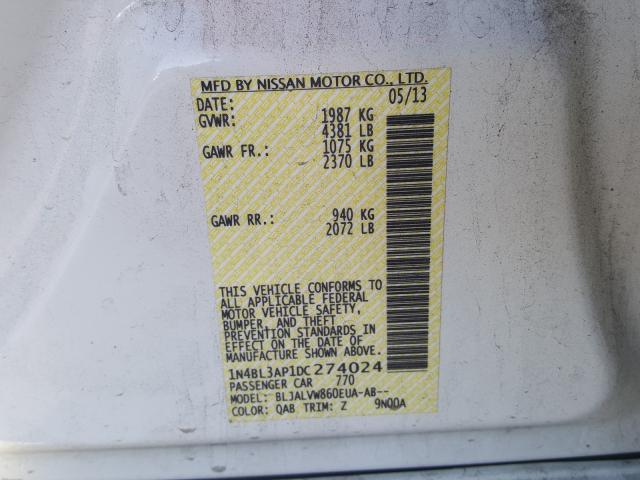 MFD BY NISSAN MOTOR CO., LTD.
DATE: 05/13
GVWR: 1987 KG
4381 LB
GAWR FR.: 1075 KG
2370 LB
GAWR RR.: 940 KG
2072 LB
THIS VEHICLE CONFORMS TO
ALL APPLICABLE FEDERAL
MOTOR VEHICLE SAFETY,
BUMPER, AND THEFT
PREVENTION STANDARDS IN
EFFECT ON THE DATE OF
MANUFACTURE SHOWN ABOVE.
1N4BL3AP1DC274024
PASSENGER CAR 770
MODEL: BLJALVW860EUA-AB--
COLOR: QAB TRIM: Z 9N00A